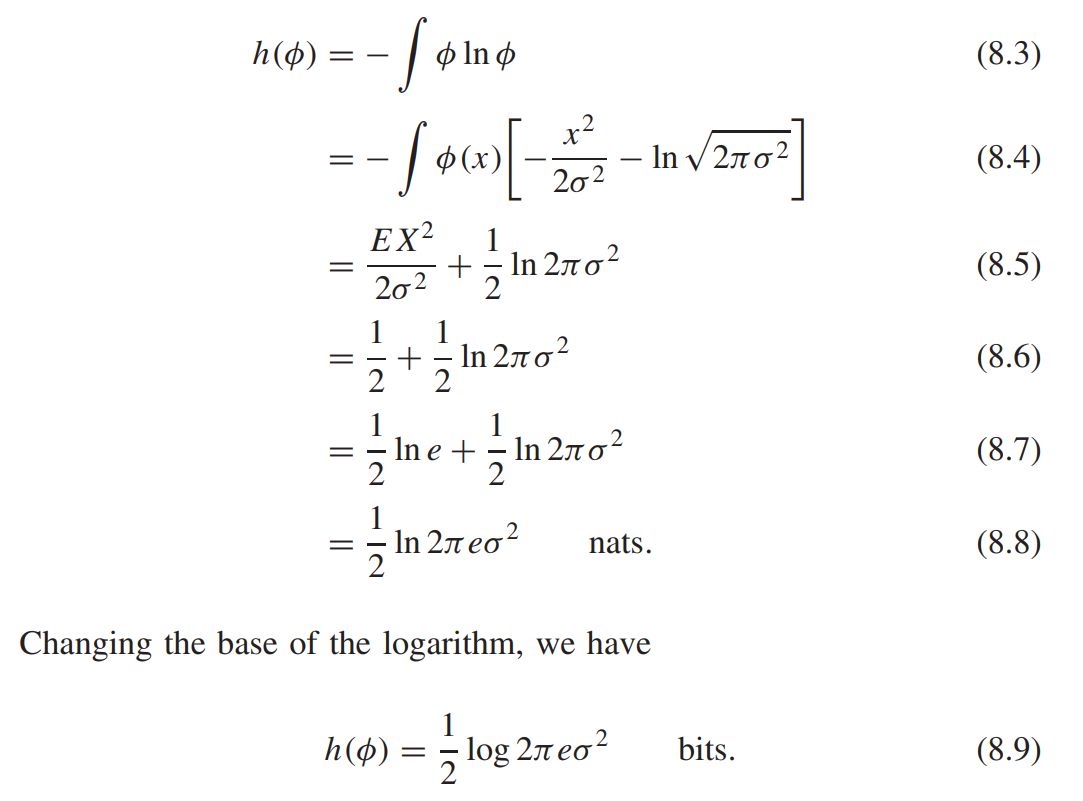 h(ϕ) = − ∫ ϕ ln ϕ (8.3)
= − ∫ ϕ(x) [ − x²/2σ² − ln √2πσ² ] (8.4)
= EX²/2σ² + 1/2 ln 2πσ² (8.5)
= 1/2 + 1/2 ln 2πσ² (8.6)
= 1/2 ln e + 1/2 ln 2πσ² (8.7)
= 1/2 ln 2πeσ² nats. (8.8)
Changing the base of the logarithm, we have
h(ϕ) = 1/2 log 2πeσ² bits. (8.9)